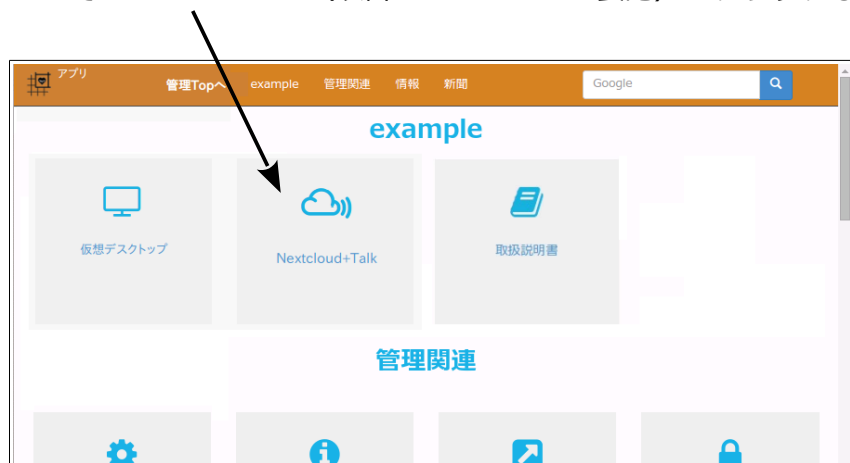 アプリ
管理Topへ example 管理関連 情報 新聞 Google
example
仮想デスクトップ
Nextcloud+Talk
取扱説明書
管理関連